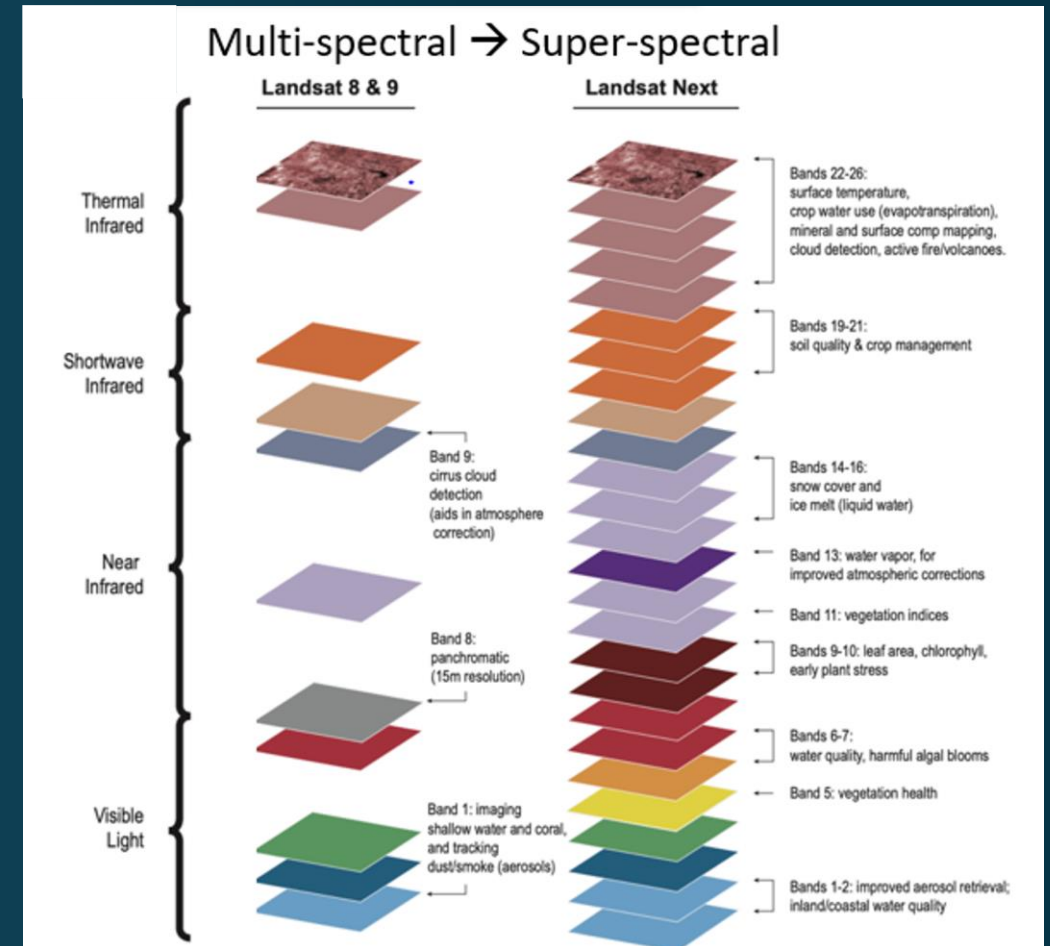 Multi-spectral → Super-spectral
Landsat 8 & 9
Landsat Next
Thermal
Infrared
Shortwave
Infrared
Near
Infrared
Visible
Light
Band 9:
cirrus cloud
detection
(aids in atmosphere
correction)
Band 8:
panchromatic
(15m resolution)
Band 1: imaging
shallow water and coral,
and tracking
dust/smoke (aerosols)
Bands 22-26:
surface temperature,
crop water use (evapotranspiration),
mineral and surface comp mapping,
cloud detection, active fire/volcanoes.
Bands 19-21:
soil quality & crop management
Bands 14-16:
snow cover and
ice melt (liquid water)
Band 13: water vapor, for
improved atmospheric corrections
Band 11: vegetation indices
Bands 9-10: leaf area, chlorophyll,
early plant stress
Bands 6-7:
water quality, harmful algal blooms
Band 5: vegetation health
Bands 1-2: improved aerosol retrieval;
inland/coastal water quality